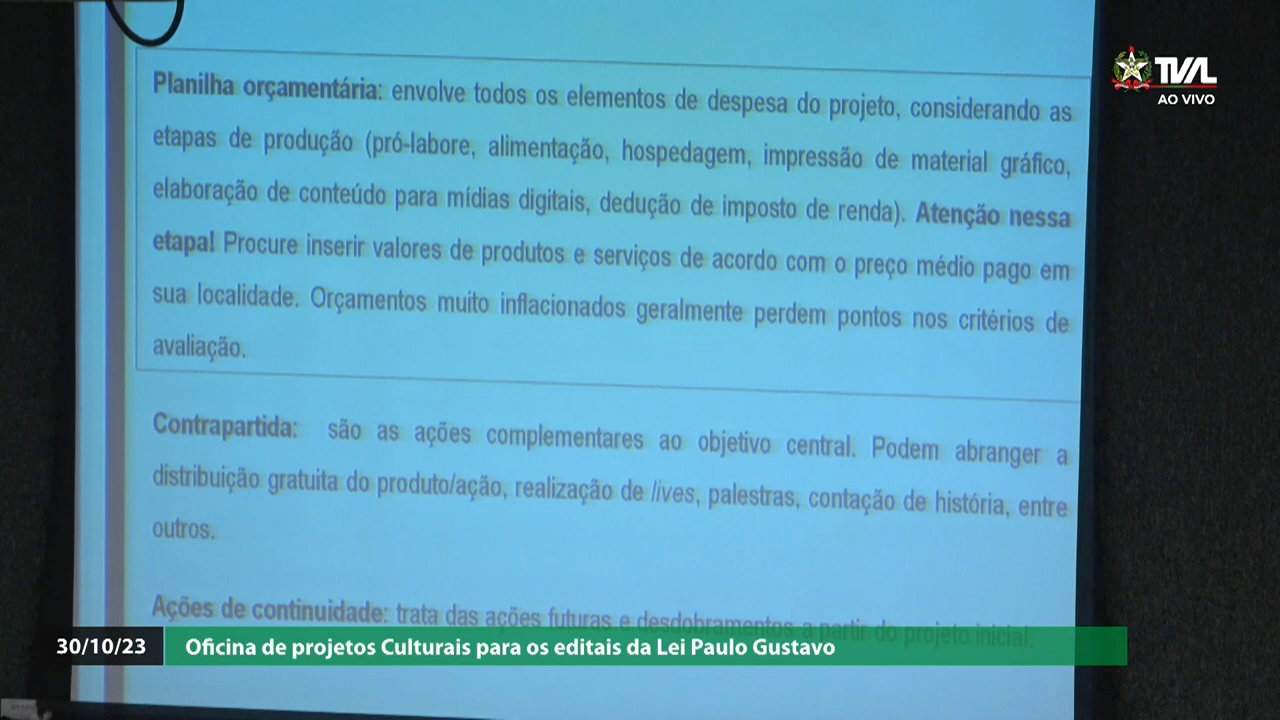 TVAL
AO VIVO
Planilha orçamentária: envolve todos os elementos de despesa do projeto, considerando as
etapas de produção (pró-labore, alimentação, hospedagem, impressão de material gráfico,
elaboração de conteúdo para mídias digitais, dedução de imposto de renda). Atenção nessa
etapa! Procure inserir valores de produtos e serviços de acordo com o preço médio pago em
sua localidade. Orçamentos muito inflacionados geralmente perdem pontos nos critérios de
avaliação.
Contrapartida: são as ações complementares ao objetivo central. Podem abranger a
distribuição gratuita do produto/ação, realização de lives, palestras, contação de história, entre
outros.
Ações de continuidade: trata das ações futuras e desdobramentos a partir do projeto inicial.
30/10/23 Oficina de projetos Culturais para os editais da Lei Paulo Gustavo